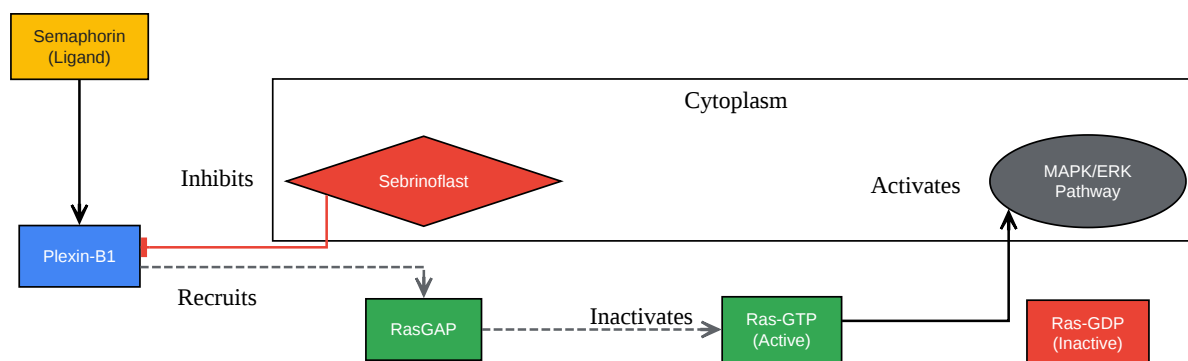 Semaphorin
(Ligand)
Cytoplasm
Inhibits
Sebrinoflast
Activates
MAPK/ERK
Pathway
Plexin-B1
Recruits
RasGAP
Inactivates
Ras-GTP
(Active)
Ras-GDP
(Inactive)